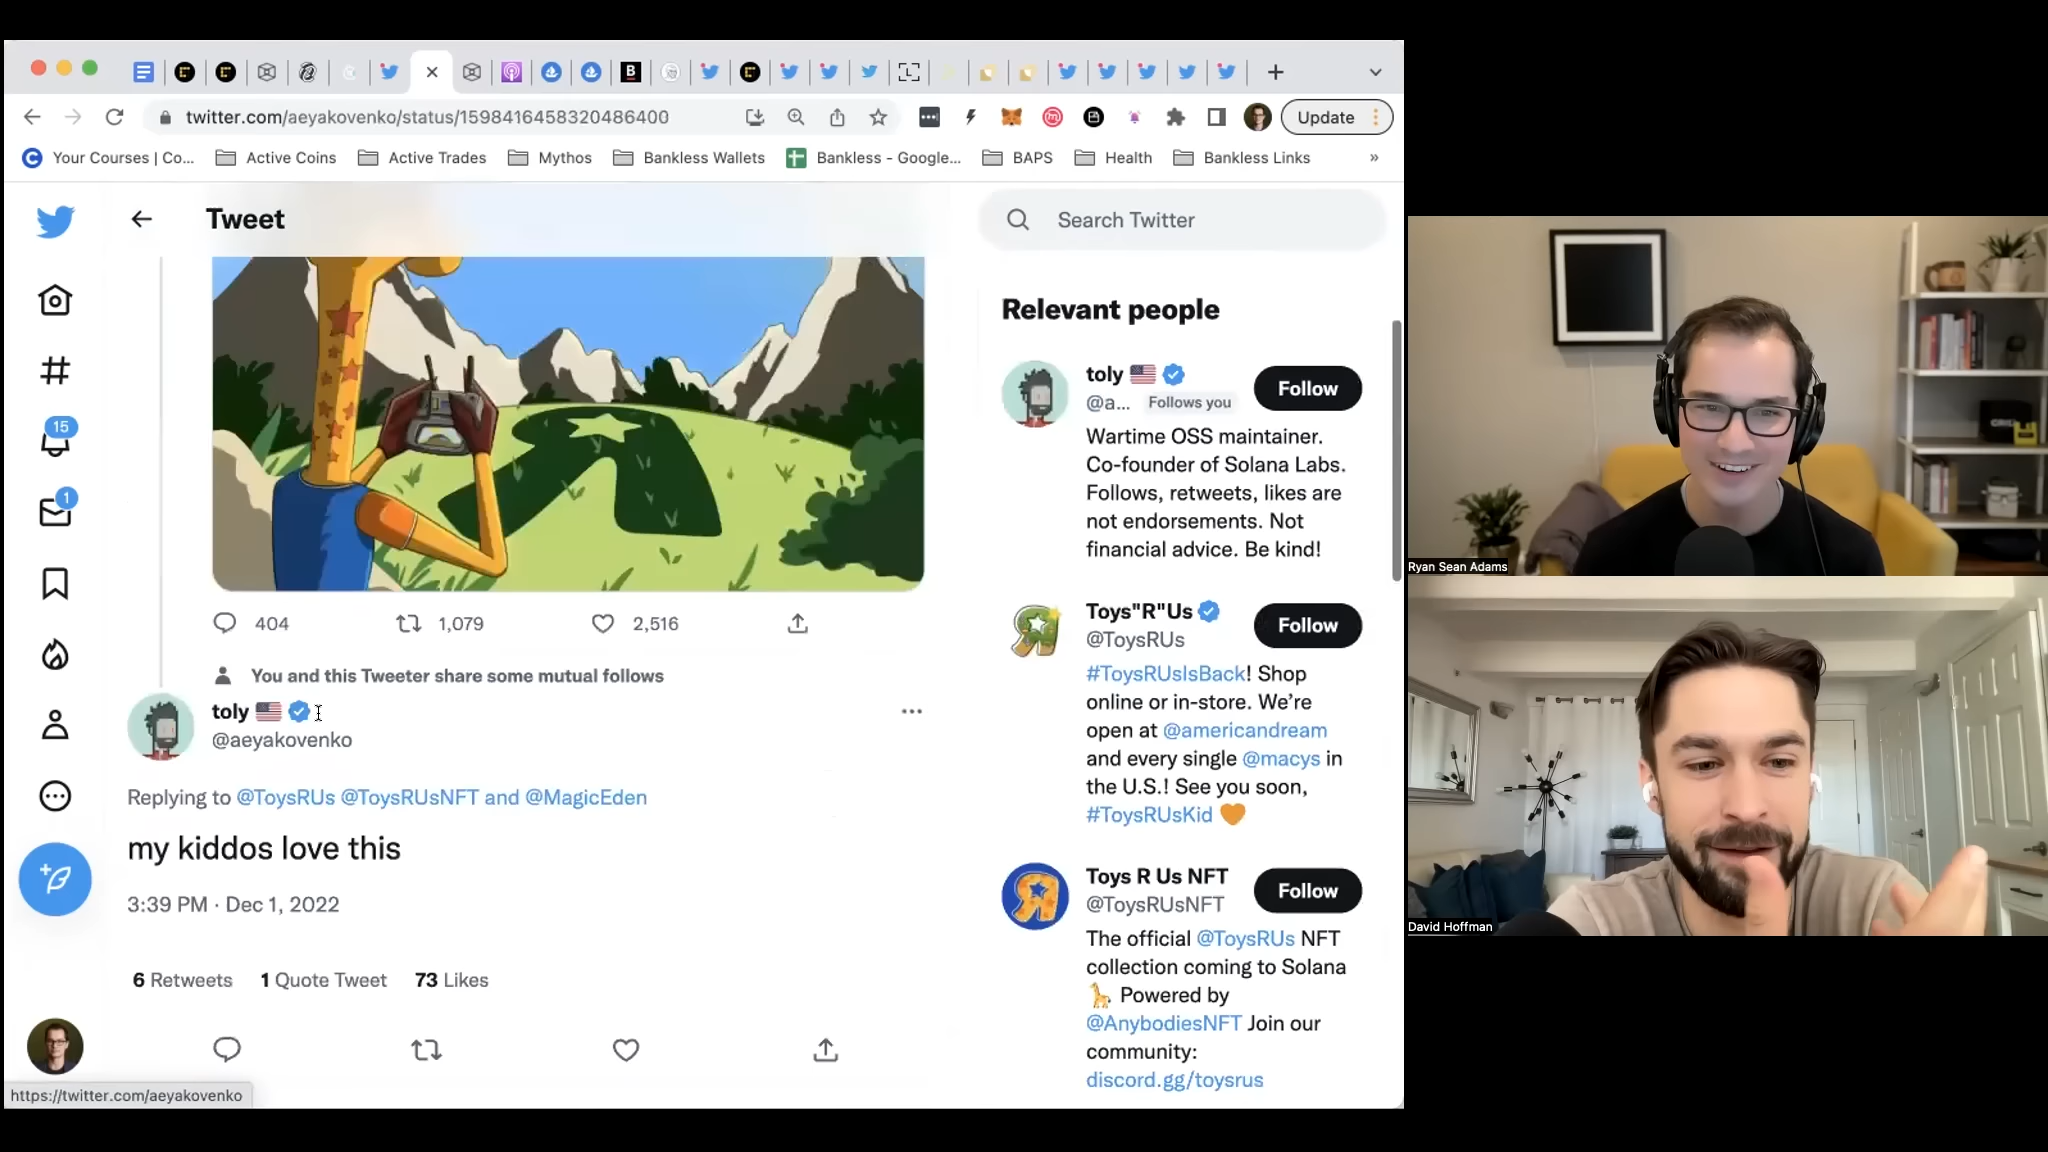 twitter.com/aeyakovenko/status/1598416458320486400
Update
Your Courses | Co...
Active Coins
Active Trades
Mythos
Bankless Wallets
Bankless - Google...
BAPS
Health
Bankless Links
»
Tweet
Search Twitter
Relevant people
toly
@a... Follows you
Follow
Wartime OSS maintainer.
Co-founder of Solana Labs.
Follows, retweets, likes are
not endorsements. Not
financial advice. Be kind!
Toys"R"Us
@ToysRUs
Follow
#ToysRUsIsBack! Shop
online or in-store. We're
open at @americandream
and every single @macys in
the U.S.! See you soon,
#ToysRUsKid 🧡
Toys R Us NFT
@ToysRUsNFT
Follow
The official @ToysRUs NFT
collection coming to Solana
🦒 Powered by
@AnybodiesNFT Join our
community:
discord.gg/toysrus
15
1
404 1,079 2,516
You and this Tweeter share some mutual follows
toly
@aeyakovenko
Replying to @ToysRUs @ToysRUsNFT and @MagicEden
my kiddos love this
3:39 PM · Dec 1, 2022
6 Retweets 1 Quote Tweet 73 Likes
https://twitter.com/aeyakovenko
Ryan Sean Adams
David Hoffman